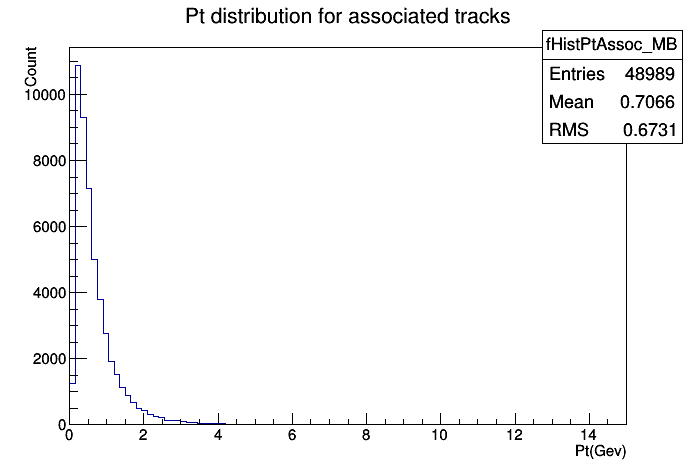 Pt distribution for associated tracks
fHistPtAssoc_MB
Entries 48989
Mean 0.7066
RMS 0.6731
Count
10000
8000
6000
4000
2000
0
0 2 4 6 8 10 12 14
Pt(Gev)